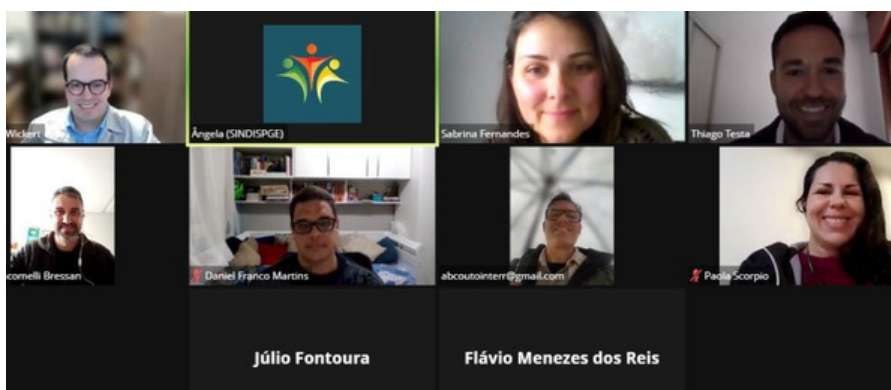 Wickert
Ângela (SINDISPGE)
Sabrina Fernandes
Thiago Testa
comelli Bressan
Daniel Franco Martins
abcoutointerr@gmail.com
Paola Scorpio
Júlio Fontoura
Flávio Menezes dos Reis